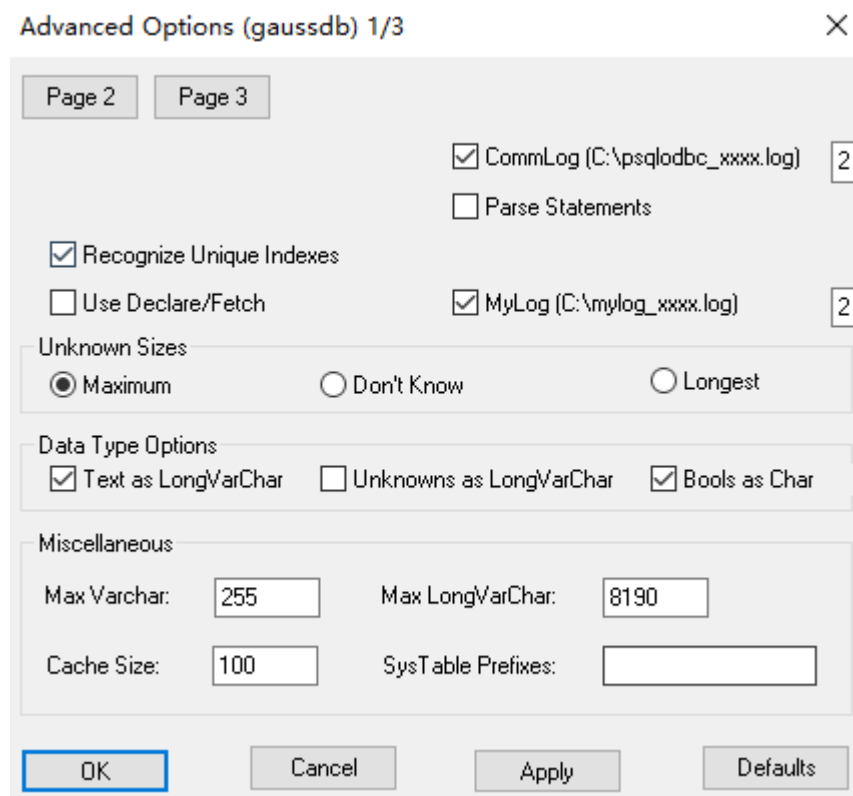 Advanced Options (gaussdb) 1/3
Page 2 Page 3
CommLog (C:\psqlodbc_xxxx.log) 2
Parse Statements
Recognize Unique Indexes
Use Declare/Fetch MyLog (C:\mylog_xxxx.log) 2
Unknown Sizes
Maximum Don't Know Longest
Data Type Options
Text as LongVarChar Unknowns as LongVarChar Bools as Char
Miscellaneous
Max Varchar: 255 Max LongVarChar: 8190
Cache Size: 100 SysTable Prefixes:
OK Cancel Apply Defaults